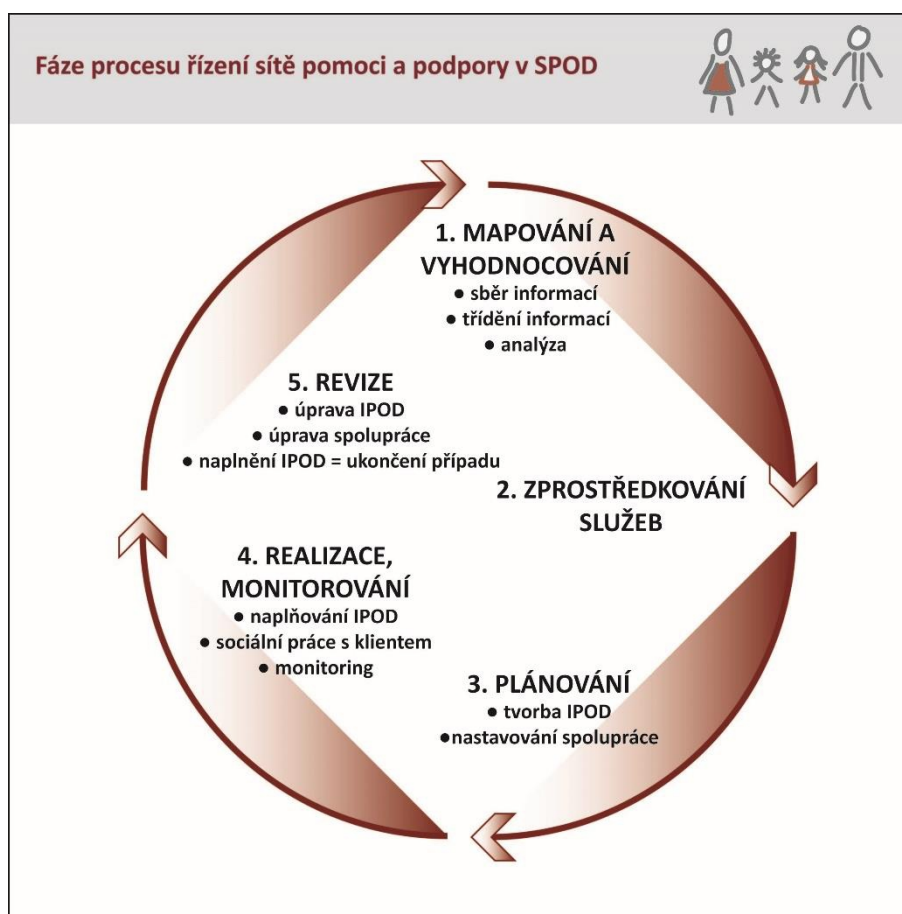 Fáze procesu řízení sítě pomoci a podpory v SPOD
1. MAPOVÁNÍ A
VYHODNOCOVÁNÍ
● sběr informací
● třídění informací
● analýza
2. ZPROSTŘEDKOVÁNÍ
SLUŽEB
3. PLÁNOVÁNÍ
● tvorba IPOD
●nastavování spolupráce
4. REALIZACE,
MONITOROVÁNÍ
● naplňování IPOD
● sociální práce s klientem
● monitoring
5. REVIZE
● úprava IPOD
● úprava spolupráce
● naplnění IPOD = ukončení případu